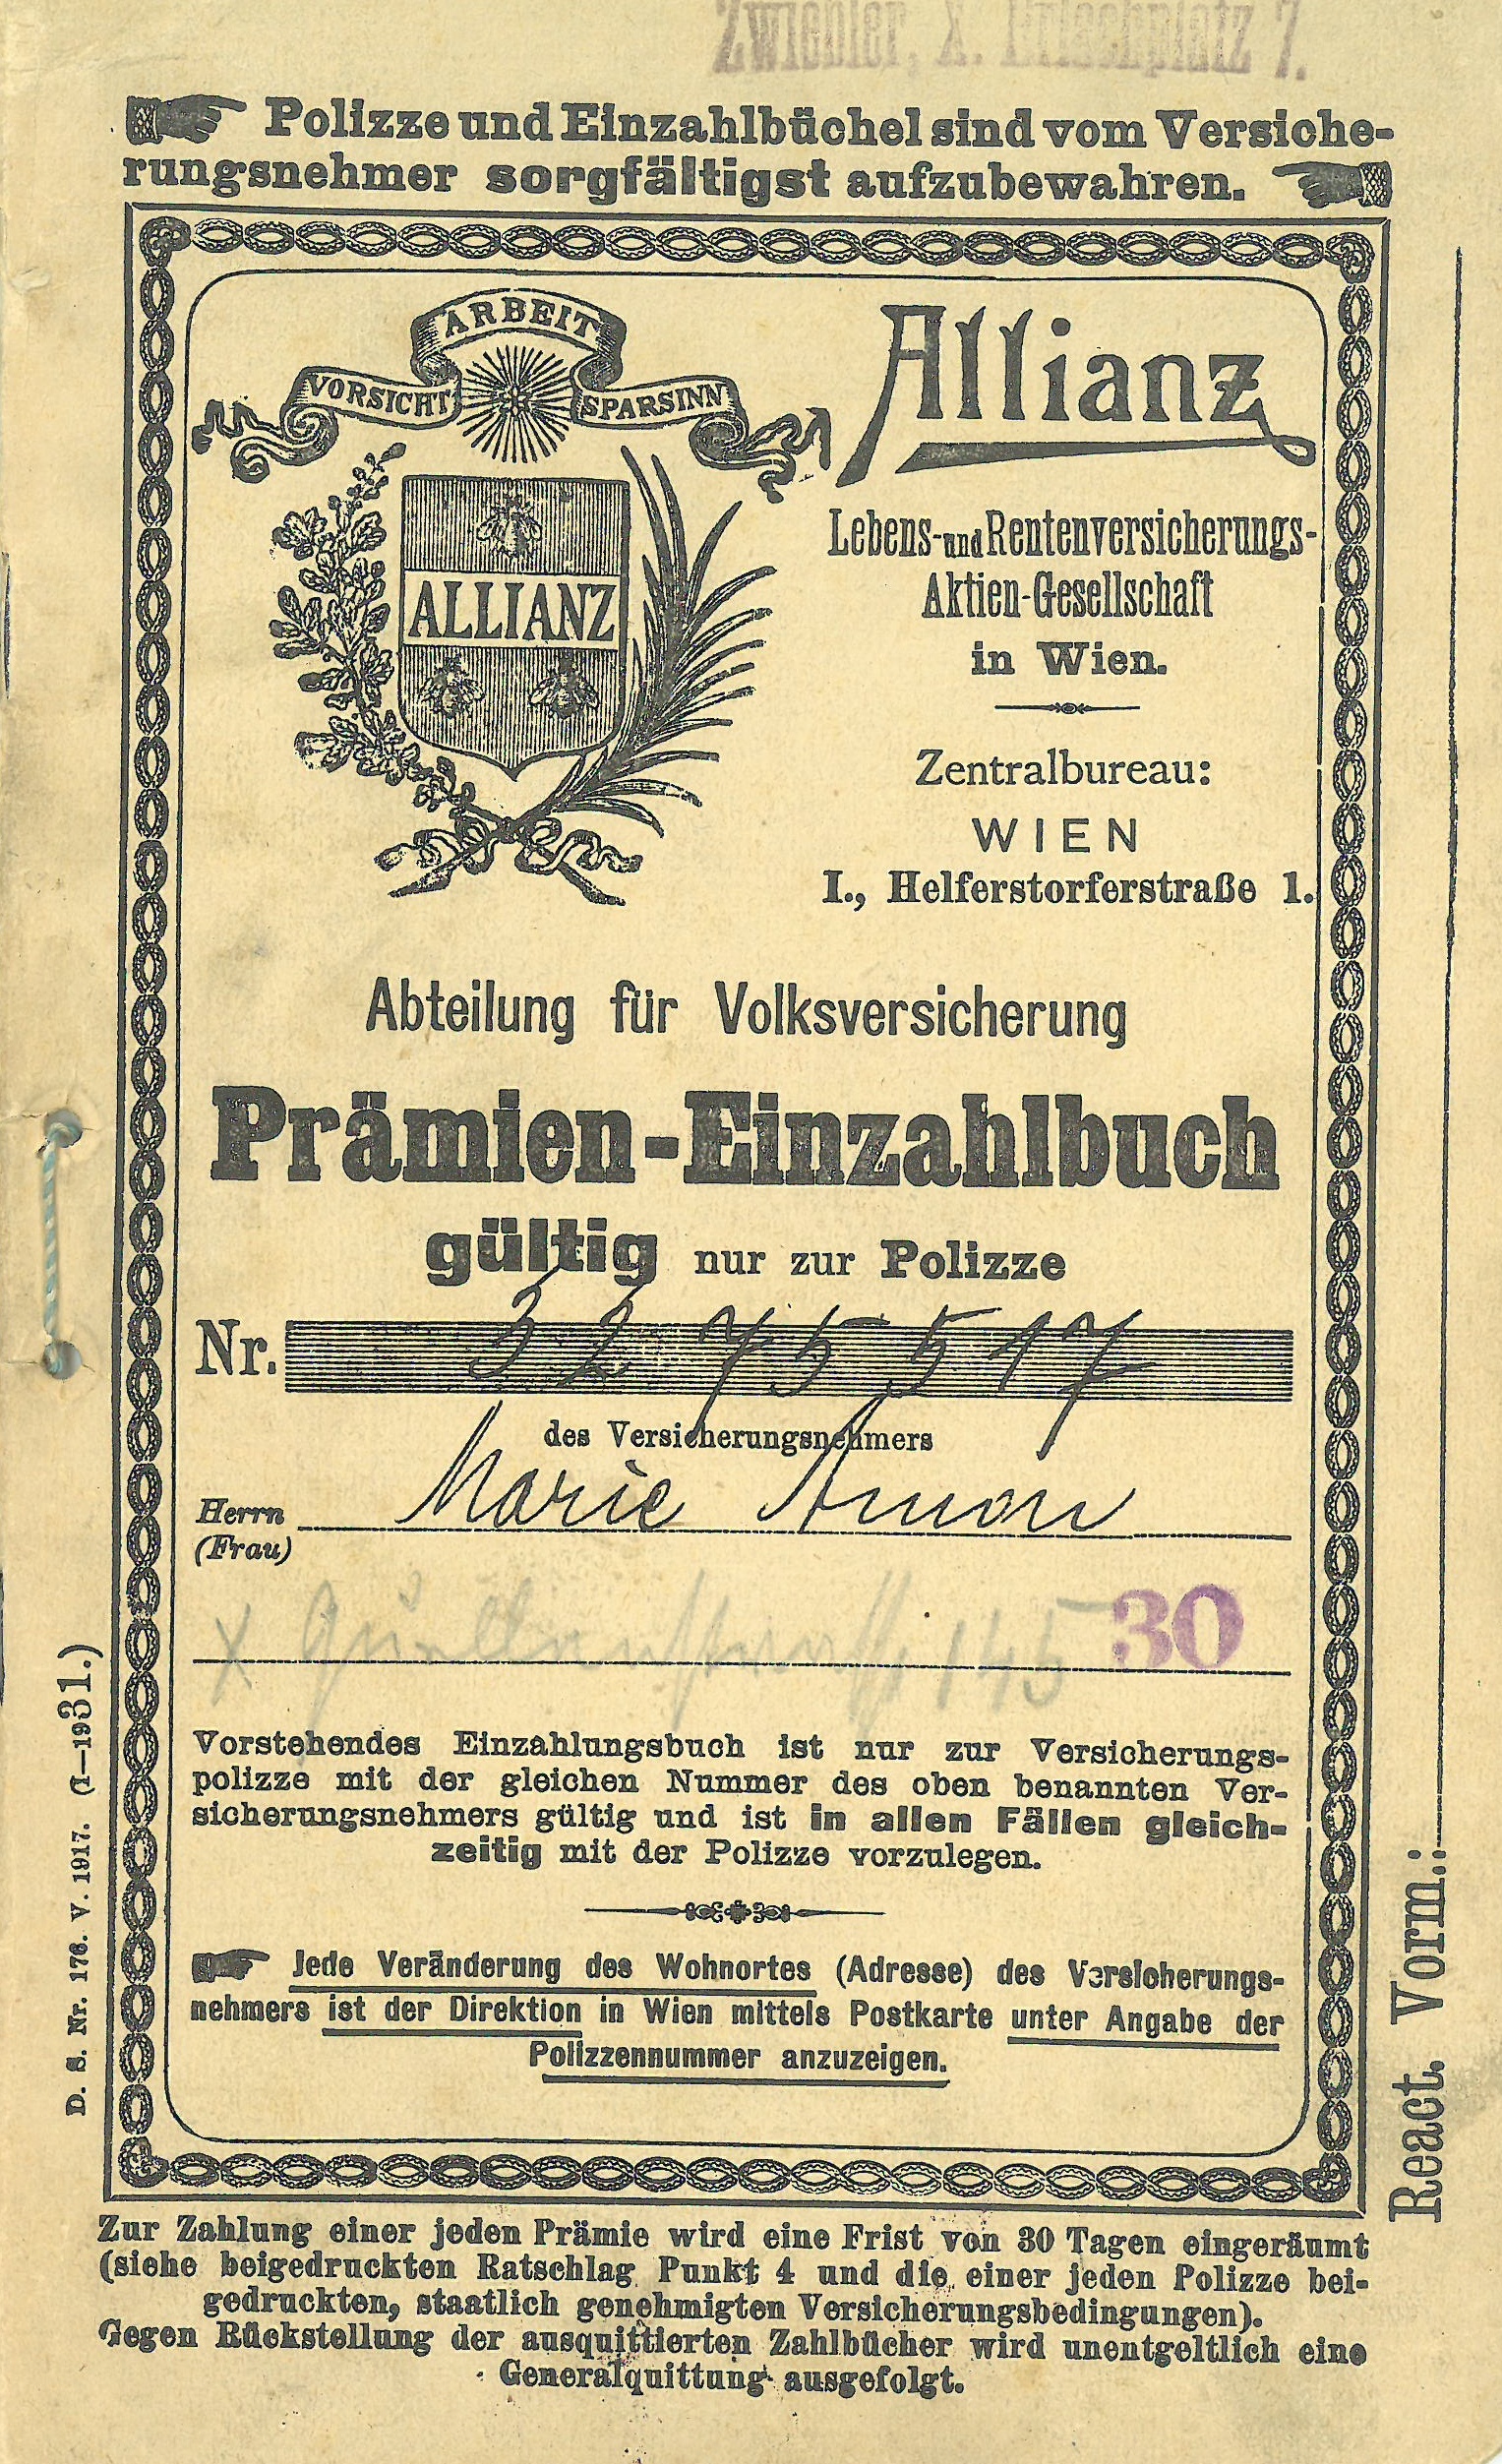 Zwiebler, X. Erlachplatz 7.
Polizze und Einzahlbüchel sind vom Versiche-
rungsnehmer sorgfältigst aufzubewahren.
ARBEIT
VORSICHT SPARSINN
ALLIANZ
Allianz
Lebens- und Rentenversicherungs-
Aktien-Gesellschaft
in Wien.
Zentralbureau:
WIEN
I., Helferstorferstraße 1.
Abteilung für Volksversicherung
Prämien-Einzahlbuch
gültig nur zur Polizze
Nr. 3275517
des Versicherungsnehmers
Herrn Marie
(Frau)
X 145 30
Vorstehendes Einzahlungsbuch ist nur zur Versicherungs-
polizze mit der gleichen Nummer des oben benannten Ver-
sicherungsnehmers gültig und ist in allen Fällen gleich-
zeitig mit der Polizze vorzulegen.
Jede Veränderung des Wohnortes (Adresse) des Versicherungs-
nehmers ist der Direktion in Wien mittels Postkarte unter Angabe der
Polizzennummer anzuzeigen.
Zur Zahlung einer jeden Prämie wird eine Frist von 30 Tagen eingeräumt
(siehe beigedruckten Ratschlag Punkt 4 und die einer jeden Polizze bei-
gedruckten, staatlich genehmigten Versicherungsbedingungen).
Gegen Rückstellung der ausquittierten Zahlbücher wird unentgeltlich eine
Generalquittung ausgefolgt.
D. S. Nr. 176. V. 1917. (I—1931.)
React. Vorm.: